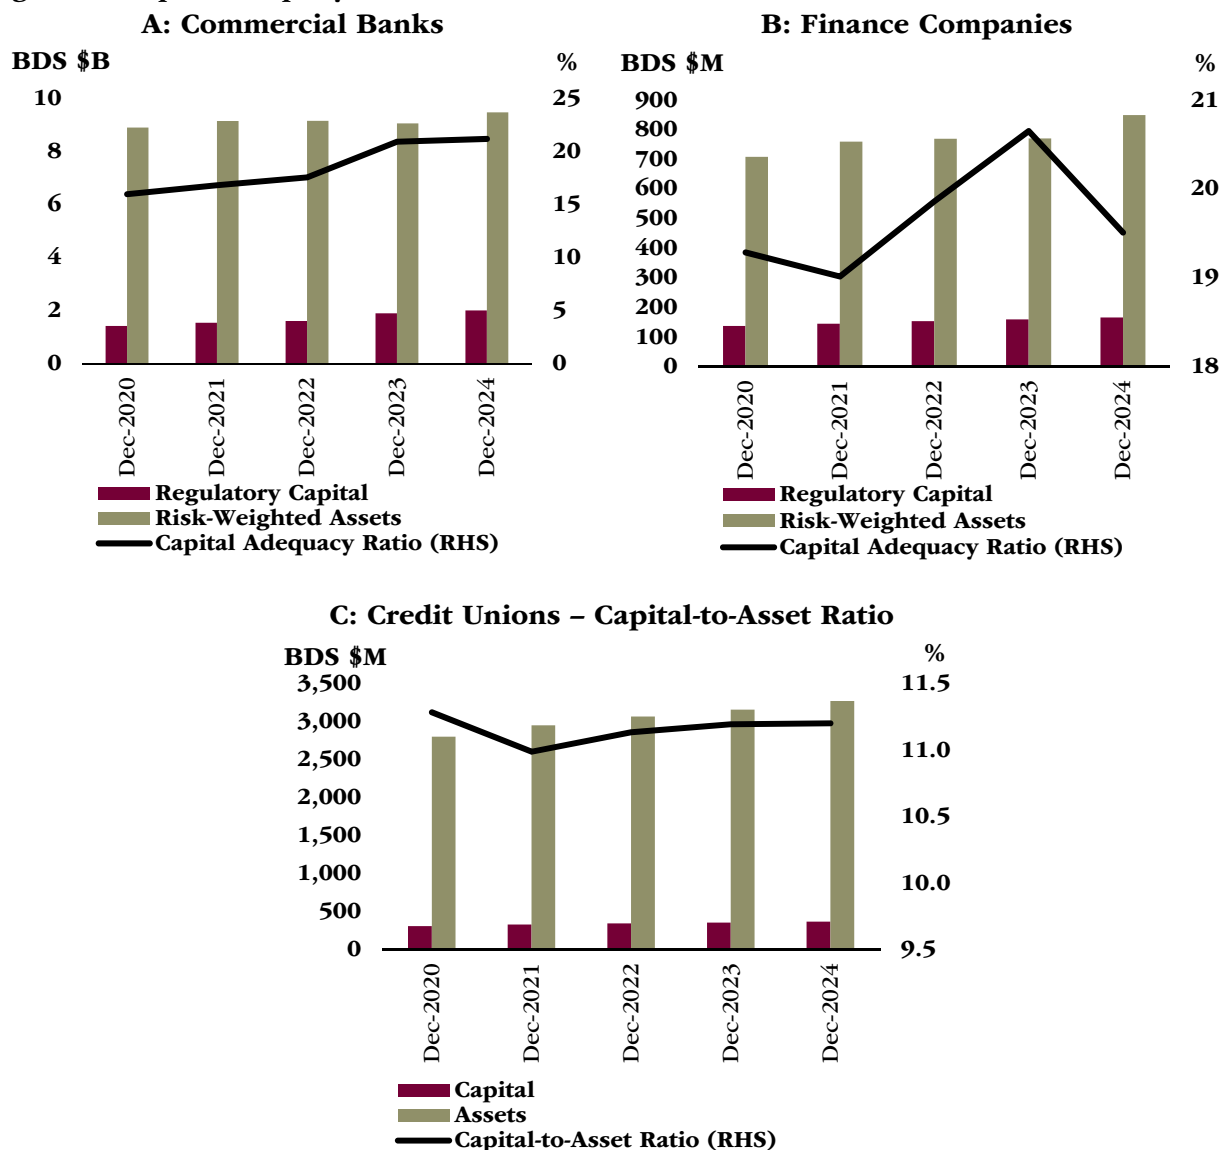 A: Commercial Banks
BDS $B
%
10
8
6
4
2
0
25
20
15
10
5
0
Dec-2020
Dec-2021
Dec-2022
Dec-2023
Dec-2024
Regulatory Capital
Risk-Weighted Assets
Capital Adequacy Ratio (RHS)
B: Finance Companies
BDS $M
%
900
800
700
600
500
400
300
200
100
0
21
20
19
18
Dec-2020
Dec-2021
Dec-2022
Dec-2023
Dec-2024
Regulatory Capital
Risk-Weighted Assets
Capital Adequacy Ratio (RHS)
C: Credit Unions – Capital-to-Asset Ratio
BDS $M
%
3,500
3,000
2,500
2,000
1,500
1,000
500
0
11.5
11.0
10.5
10.0
9.5
Dec-2020
Dec-2021
Dec-2022
Dec-2023
Dec-2024
Capital
Assets
Capital-to-Asset Ratio (RHS)